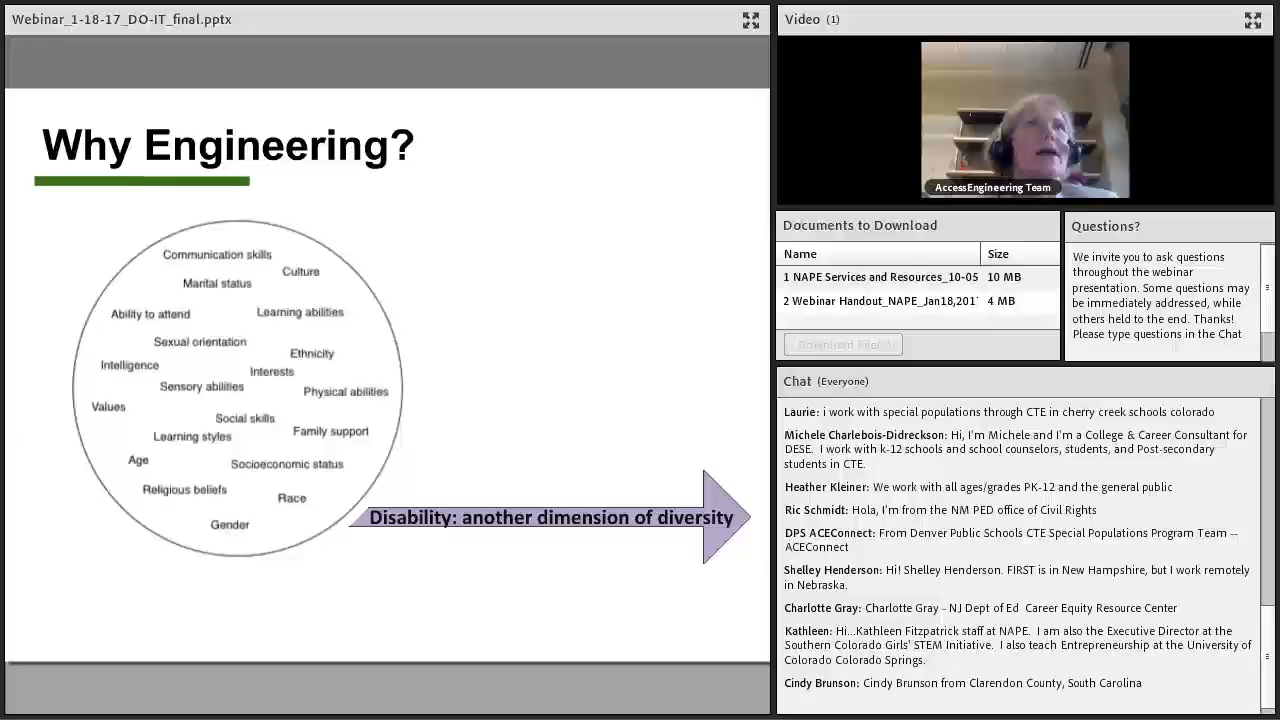 Webinar_1-18-17_DO-IT_final.pptx
Why Engineering?
Communication skills
Culture
Marital status
Ability to attend
Learning abilities
Sexual orientation
Ethnicity
Intelligence
Interests
Sensory abilities
Physical abilities
Values
Social skills
Family support
Learning styles
Age
Socioeconomic status
Religious beliefs
Race
Gender
Disability: another dimension of diversity
Video (1)
AccessEngineering Team
Documents to Download
Name Size
1 NAPE Services and Resources_10-05 10 MB
2 Webinar Handout_NAPE_Jan18,201 4 MB
Download File(s)
Questions?
We invite you to ask questions
throughout the webinar
presentation. Some questions may
be immediately addressed, while
others held to the end. Thanks!
Please type questions in the Chat
Chat (Everyone)
Laurie: i work with special populations through CTE in cherry creek schools colorado
Michele Charlebois-Didreckson: Hi, I'm Michele and I'm a College & Career Consultant for
DESE. I work with k-12 schools and school counselors, students, and Post-secondary
students in CTE.
Heather Kleiner: We work with all ages/grades PK-12 and the general public
Ric Schmidt: Hola, I'm from the NM PED office of Civil Rights
DPS ACEConnect: From Denver Public Schools CTE Special Populations Program Team --
ACEConnect
Shelley Henderson: Hi! Shelley Henderson. FIRST is in New Hampshire, but I work remotely
in Nebraska.
Charlotte Gray: Charlotte Gray - NJ Dept of Ed Career Equity Resource Center
Kathleen: Hi...Kathleen Fitzpatrick staff at NAPE. I am also the Executive Director at the
Southern Colorado Girls' STEM Initiative. I also teach Entrepreneurship at the University of
Colorado Colorado Springs.
Cindy Brunson: Cindy Brunson from Clarendon County, South Carolina